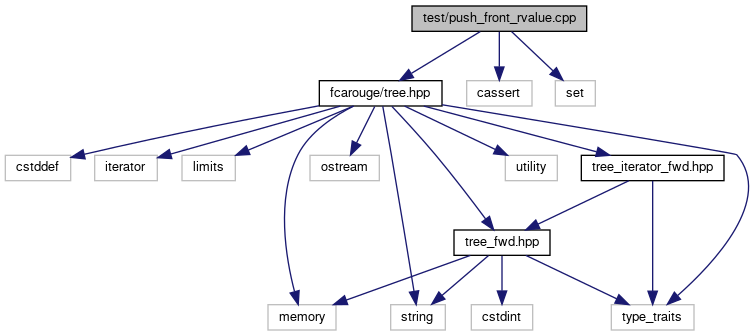 test/push_front_rvalue.cpp
fcarouge/tree.hpp
cassert
set
cstddef
iterator
limits
ostream
utility
tree_iterator_fwd.hpp
tree_fwd.hpp
memory
string
cstdint
type_traits